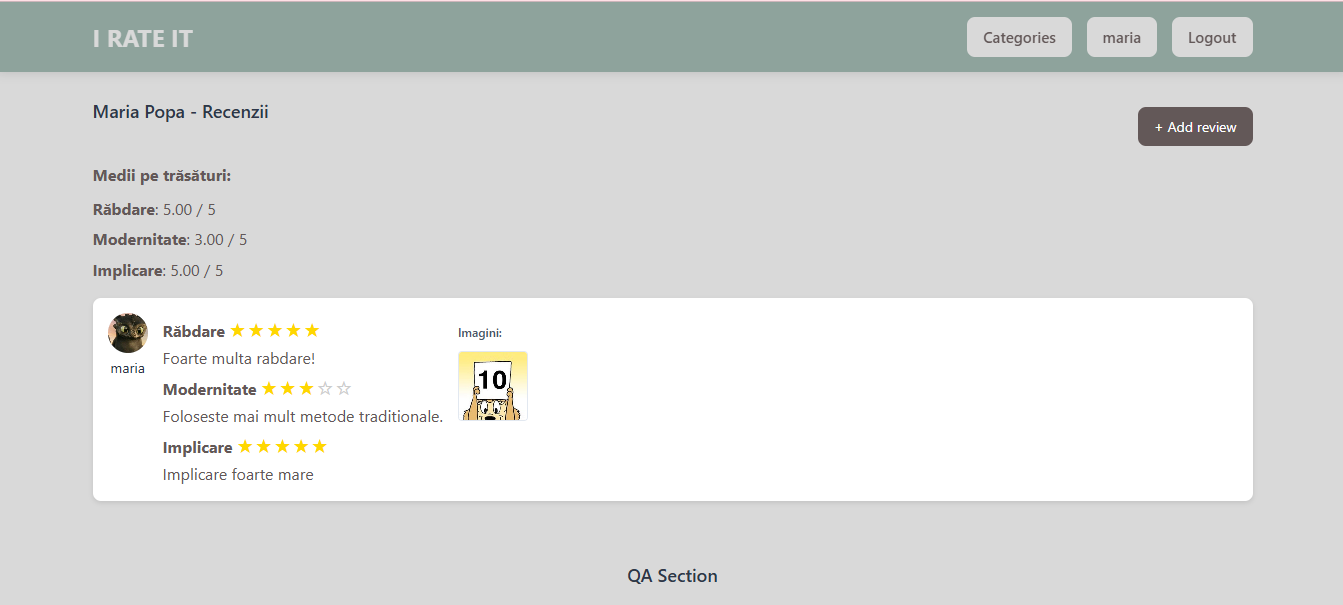 I RATE IT
Categories
maria
Logout
Maria Popa - Recenzii
+ Add review
Medii pe trăsături:
Răbdare: 5.00 / 5
Modernitate: 3.00 / 5
Implicare: 5.00 / 5
maria
Răbdare ★★★★★
Foarte multa rabdare!
Modernitate ★★★☆☆
Foloseste mai mult metode traditionale.
Implicare ★★★★★
Implicare foarte mare
Imagini:
10
QA Section